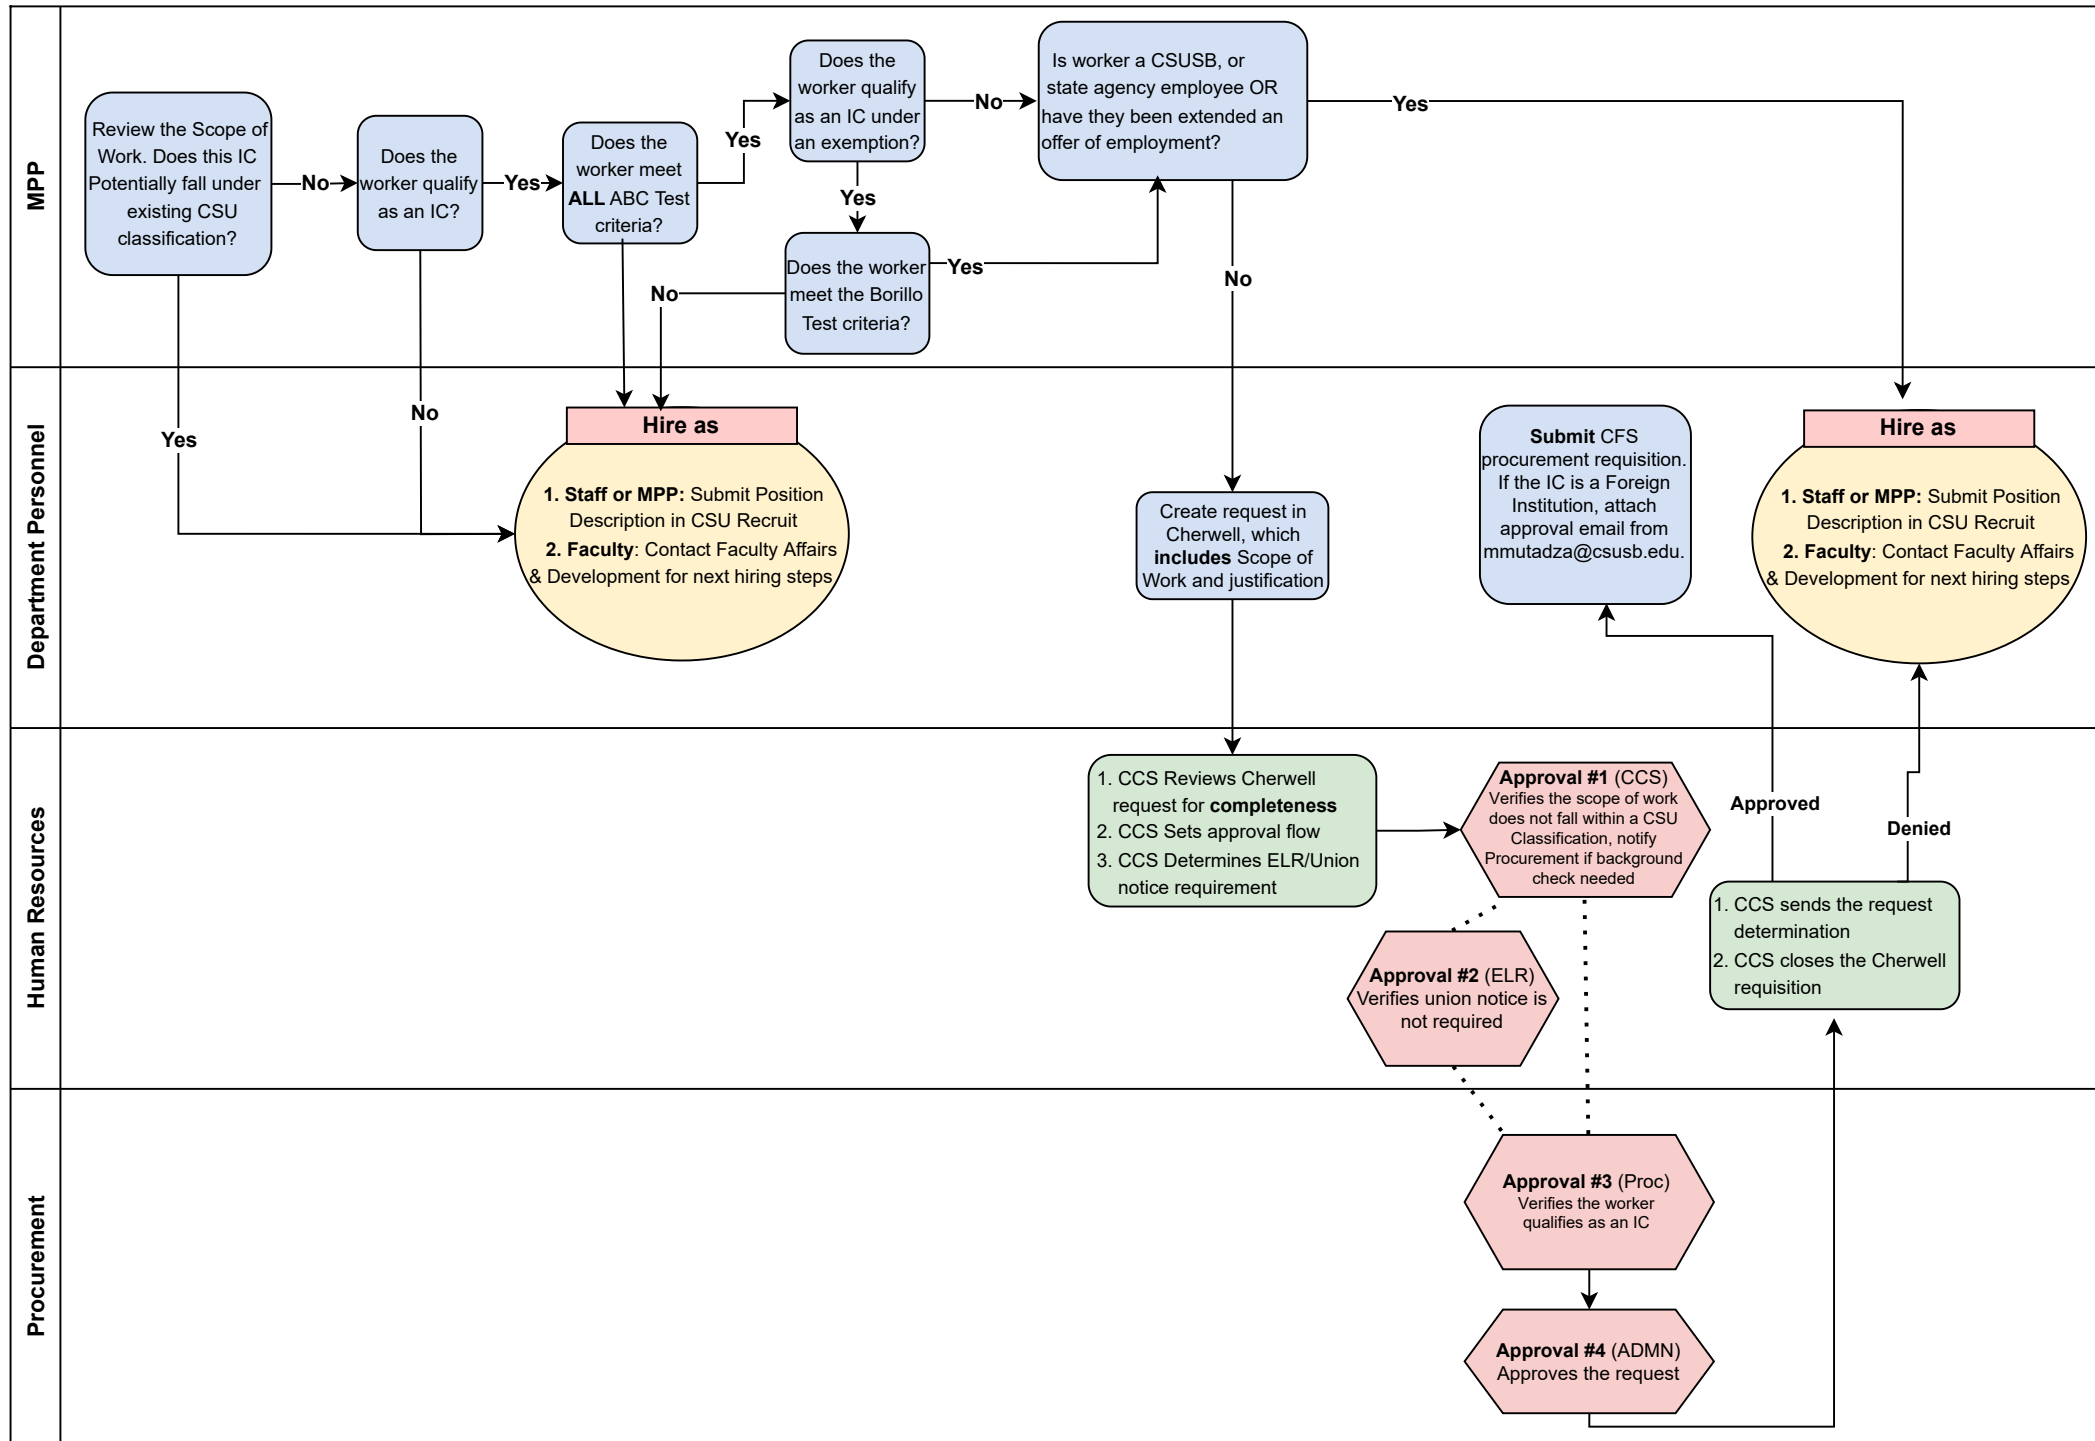 MPP
Review the Scope of
Work. Does this IC
Potentially fall under
existing CSU
classification?
No
Does the
worker qualify
as an IC?
Yes
Does the
worker meet
ALL ABC Test
criteria?
Yes
Does the
worker qualify
as an IC under
an exemption?
No
Is worker a CSUSB, or
state agency employee OR
have they been extended an
offer of employment?
Yes
Yes
Does the worker
meet the Borillo
Test criteria?
Yes
No
No
Department Personnel
Yes
No
Hire as
1. Staff or MPP: Submit Position
Description in CSU Recruit
2. Faculty: Contact Faculty Affairs
& Development for next hiring steps
Create request in
Cherwell, which
includes Scope of
Work and justification
Submit CFS
procurement requisition.
If the IC is a Foreign
Institution, attach
approval email from
mmutadza@csusb.edu.
Hire as
1. Staff or MPP: Submit Position
Description in CSU Recruit
2. Faculty: Contact Faculty Affairs
& Development for next hiring steps
Human Resources
1. CCS Reviews Cherwell
request for completeness
2. CCS Sets approval flow
3. CCS Determines ELR/Union
notice requirement
Approval #1 (CCS)
Verifies the scope of work
does not fall within a CSU
Classification, notify
Procurement if background
check needed
Approved
Denied
Approval #2 (ELR)
Verifies union notice is
not required
1. CCS sends the request
determination
2. CCS closes the Cherwell
requisition
Procurement
Approval #3 (Proc)
Verifies the worker
qualifies as an IC
Approval #4 (ADMN)
Approves the request